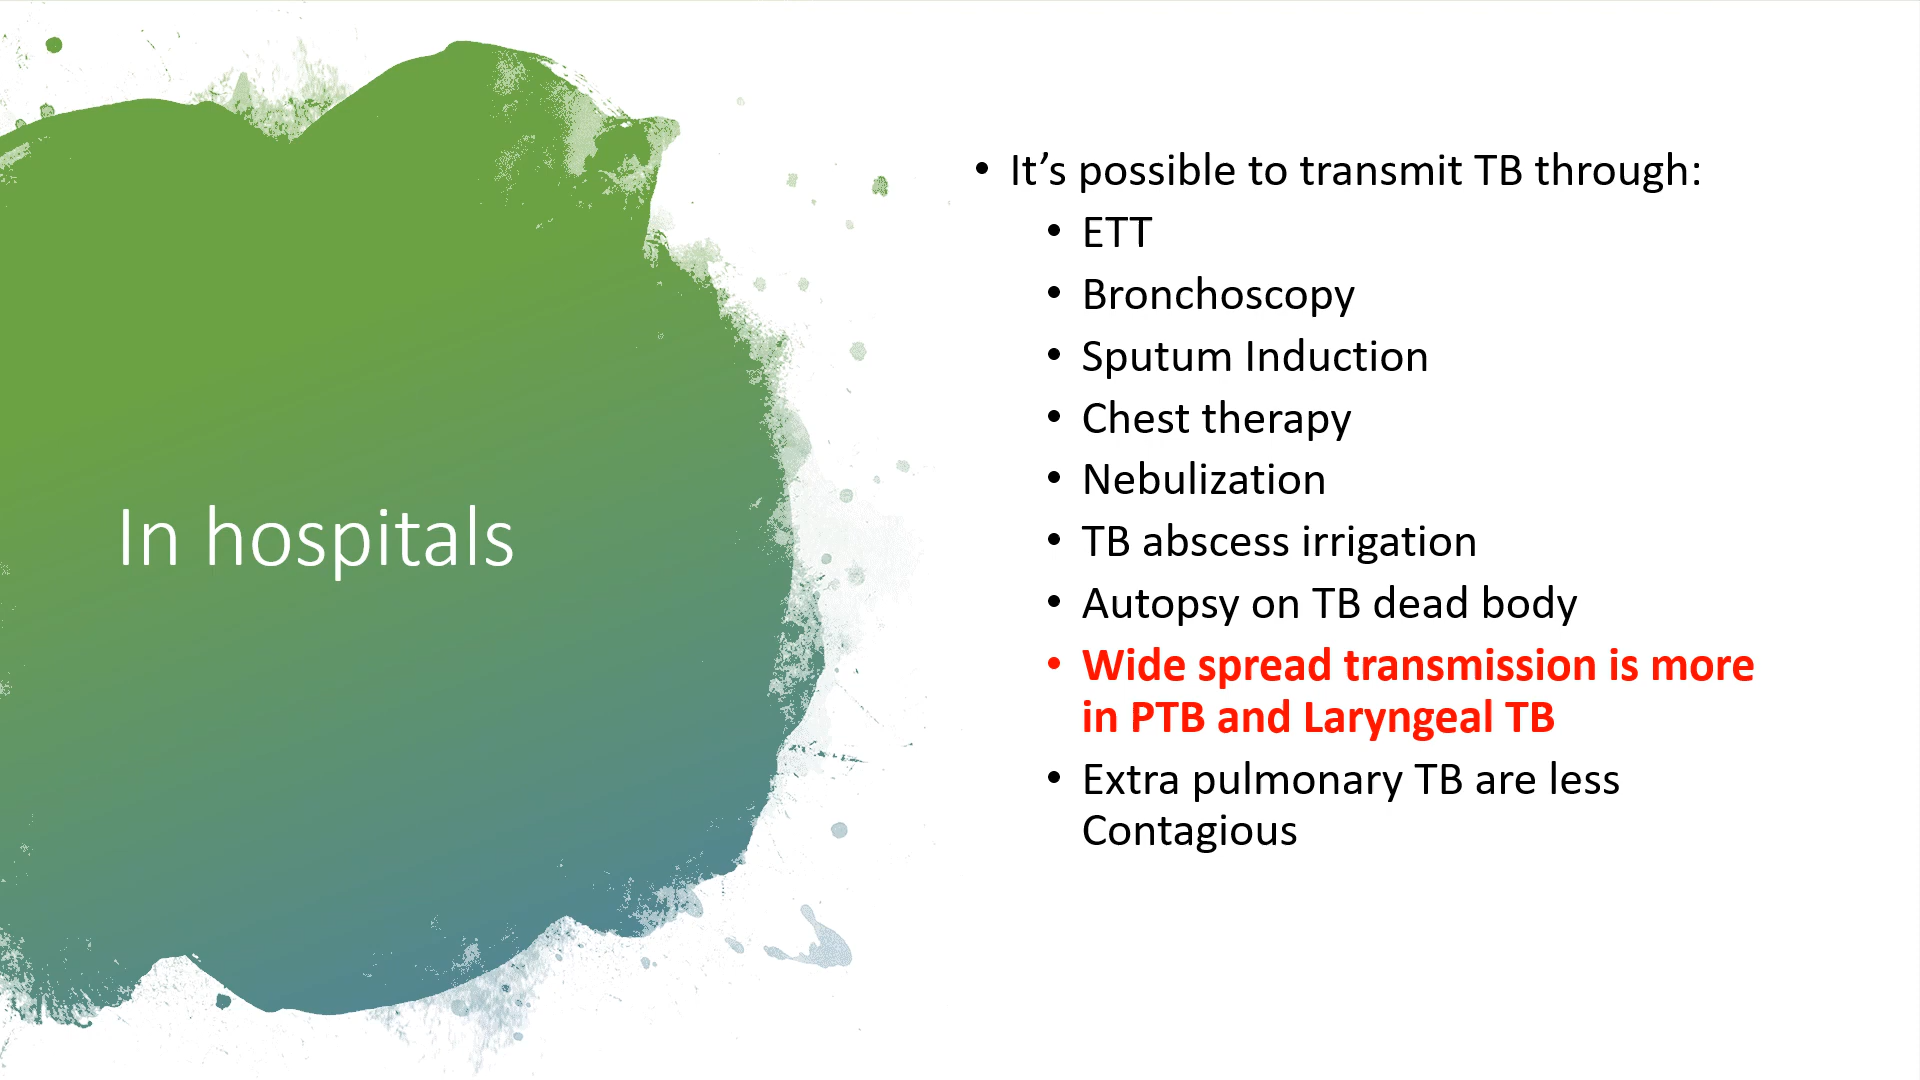 In hospitals
• It’s possible to transmit TB through:
• ETT
• Bronchoscopy
• Sputum Induction
• Chest therapy
• Nebulization
• TB abscess irrigation
• Autopsy on TB dead body
• Wide spread transmission is more
in PTB and Laryngeal TB
• Extra pulmonary TB are less
Contagious